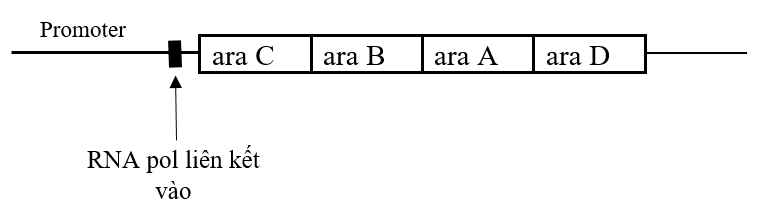 Promoter
ara C ara B ara A ara D
RNA pol liên kết
vào